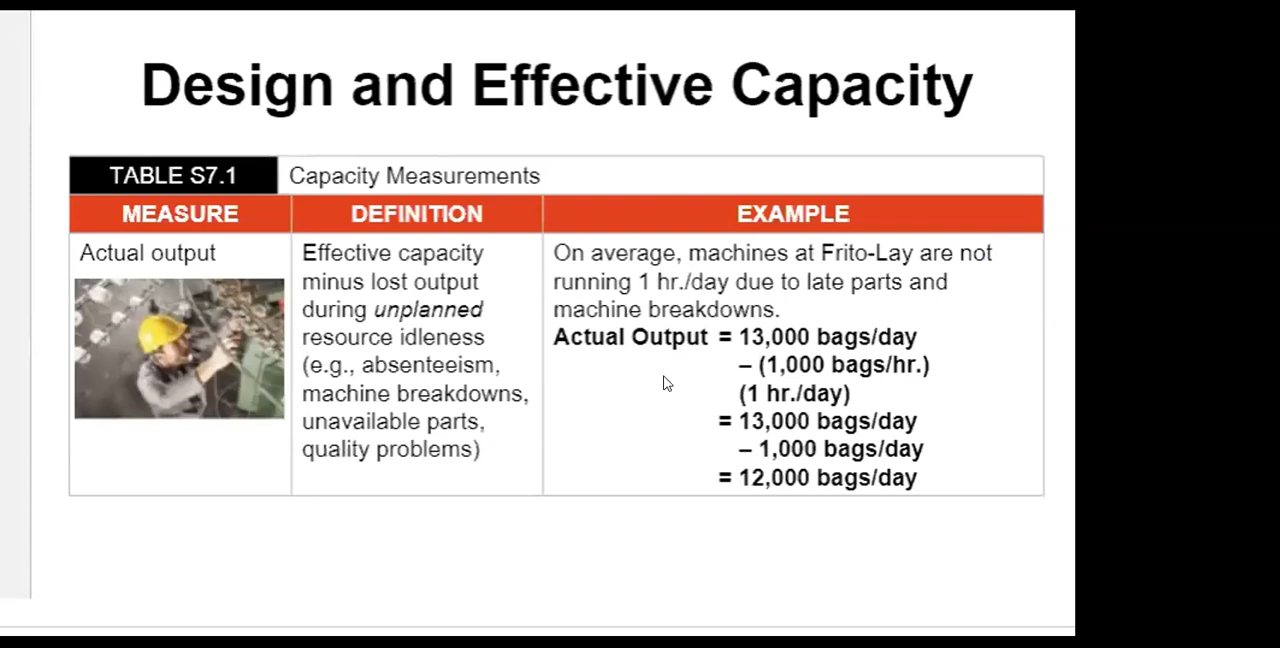 Design and Effective Capacity
TABLE S7.1 Capacity Measurements
MEASURE DEFINITION EXAMPLE
Actual output
Effective capacity
minus lost output
during unplanned
resource idleness
(e.g., absenteeism,
machine breakdowns,
unavailable parts,
quality problems)
On average, machines at Frito-Lay are not
running 1 hr./day due to late parts and
machine breakdowns.
Actual Output = 13,000 bags/day
– (1,000 bags/hr.)
(1 hr./day)
= 13,000 bags/day
– 1,000 bags/day
= 12,000 bags/day